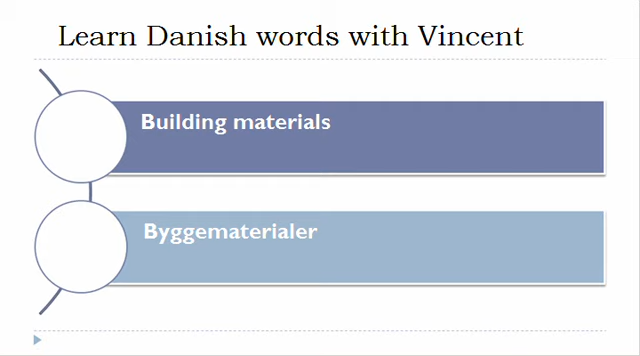 Learn Danish words with Vincent
Building materials
Byggematerialer